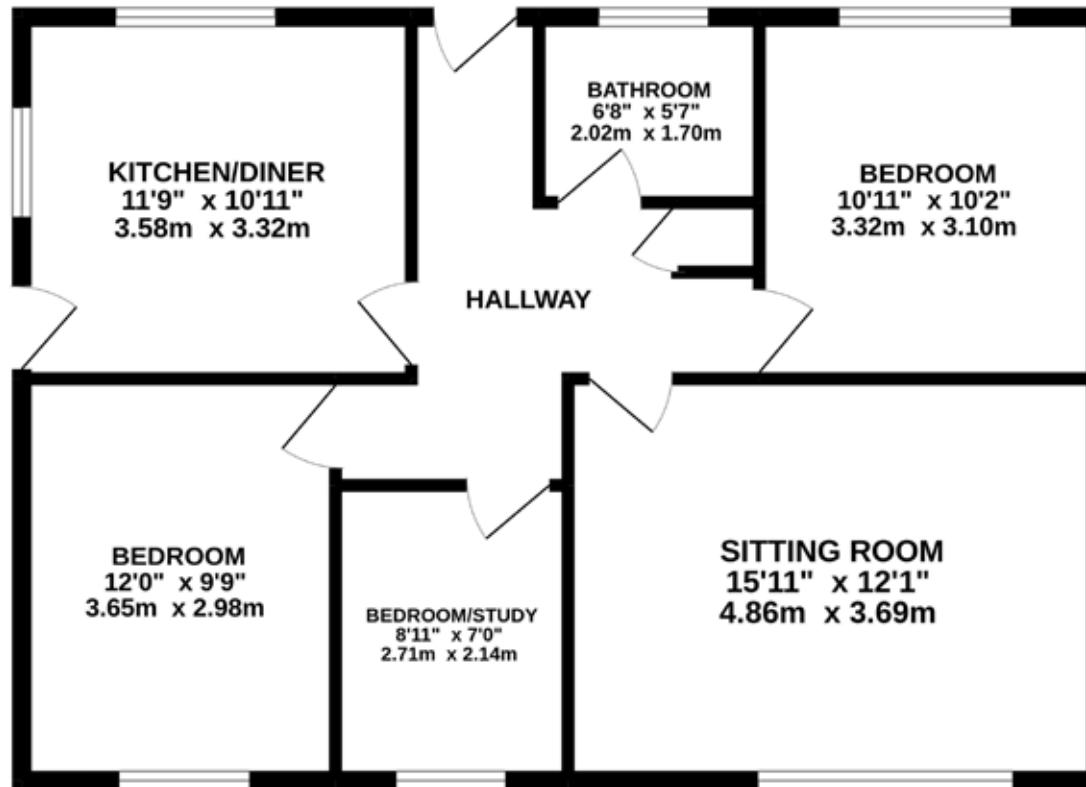 KITCHEN/DINER
11'9" x 10'11"
3.58m x 3.32m
BATHROOM
6'8" x 5'7"
2.02m x 1.70m
BEDROOM
10'11" x 10'2"
3.32m x 3.10m
HALLWAY
BEDROOM
12'0" x 9'9"
3.65m x 2.98m
BEDROOM/STUDY
8'11" x 7'0"
2.71m x 2.14m
SITTING ROOM
15'11" x 12'1"
4.86m x 3.69m